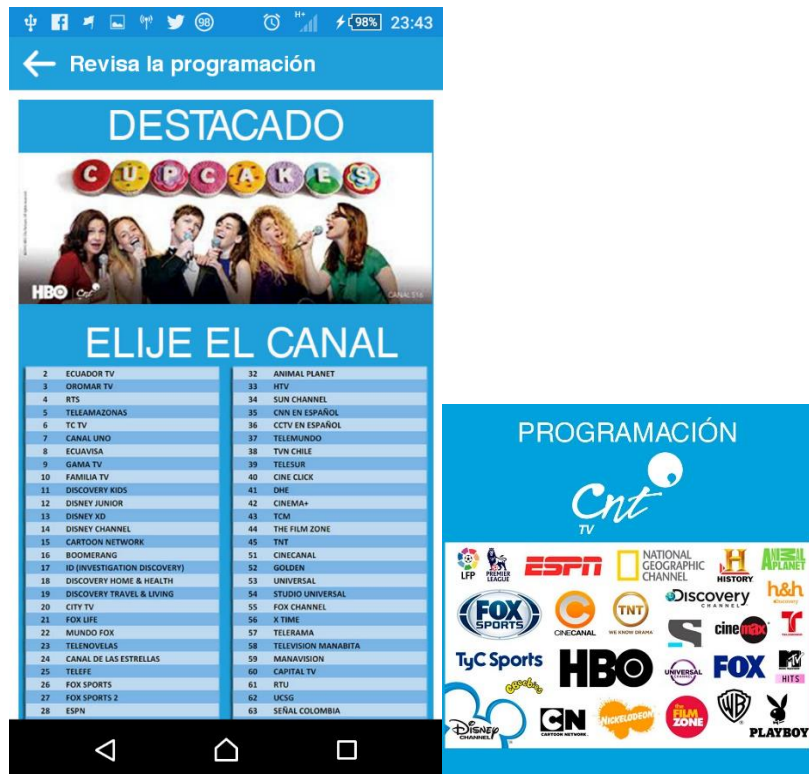 98
H+
98%
23:43
Revisa la programación
DESTACADO
CUPCAKES
HBO
Cnt
CANAL 516
ELIJE EL CANAL
2 ECUADOR TV
3 OROMAR TV
4 RTS
5 TELEAMAZONAS
6 TC TV
7 CANAL UNO
8 ECUAVISA
9 GAMA TV
10 FAMILIA TV
11 DISCOVERY KIDS
12 DISNEY JUNIOR
13 DISNEY XD
14 DISNEY CHANNEL
15 CARTOON NETWORK
16 BOOMERANG
17 ID (INVESTIGATION DISCOVERY)
18 DISCOVERY HOME & HEALTH
19 DISCOVERY TRAVEL & LIVING
20 CITY TV
21 FOX LIFE
22 MUNDO FOX
23 TELENOVELAS
24 CANAL DE LAS ESTRELLAS
25 TELEFE
26 FOX SPORTS
27 FOX SPORTS 2
28 ESPN
32 ANIMAL PLANET
33 HTV
34 SUN CHANNEL
35 CNN EN ESPAÑOL
36 CCTV EN ESPAÑOL
37 TELEMUNDO
38 TVN CHILE
39 TELESUR
40 CINE CLICK
41 DHE
42 CINEMA+
43 TCM
44 THE FILM ZONE
45 TNT
51 CINECANAL
52 GOLDEN
53 UNIVERSAL
54 STUDIO UNIVERSAL
55 FOX CHANNEL
56 X TIME
57 TELERAMA
58 TELEVISION MANABITA
59 MANAVISION
60 CAPITAL TV
61 RTU
62 UCSG
63 SEÑAL COLOMBIA
PROGRAMACIÓN
Cnt
TV
LFP
PREMIER
LEAGUE
ESPN
NATIONAL
GEOGRAPHIC
CHANNEL
H
HISTORY
ANIMAL
APLANET
FOX
SPORTS
C
CINECANAL
TNT
WE KNOW DRAMA
Discovery
CHANNEL
h&h
discovery
S
cinemax
T
TyC Sports
HBO
UNIVERSAL
CHANNEL
FOX
MTV
HITS
DISNEY
CHANNEL
CN
CARTOON NETWORK
NICKELODEON
the
FILM
ZONE
WB
PLAYBOY